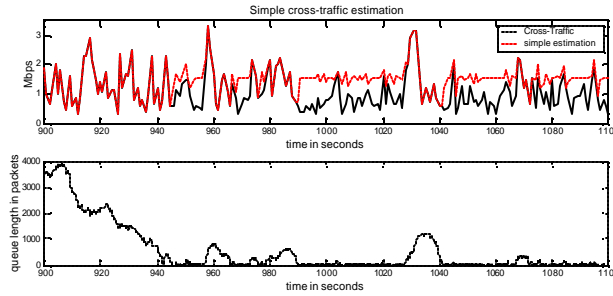 Simple cross-traffic estimation
Cross-Traffic
simple estimation
Mbps
3
2
1
0
900 920 940 960 980 1000 1020 1040 1060 1080 110
time in seconds
queue length in packets
4000
3000
2000
1000
0
900 920 940 960 980 1000 1020 1040 1060 1080 110
time in seconds